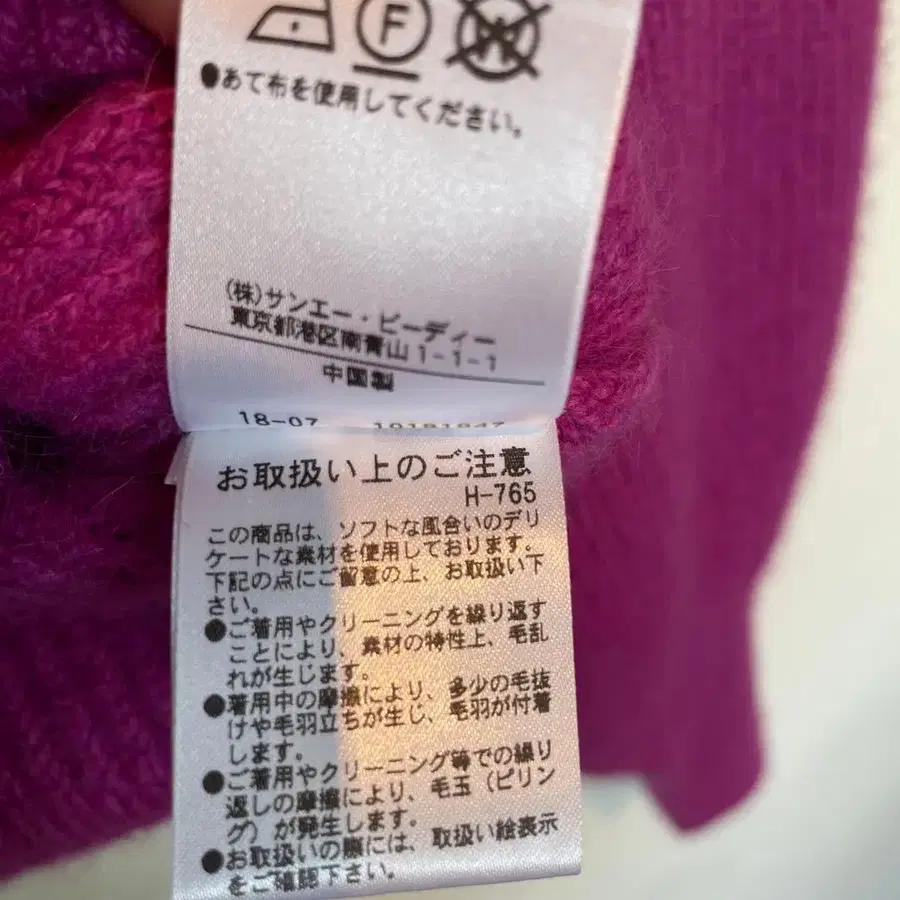 F
W
●あて布を使用してください。
(株)サンエー・ビーディー
東京都港区南青山1-1-1
中国製
18-07 10181847
お取扱い上のご注意
H-765
この商品は、ソフトな風合いのデリ
ケートな素材を使用しております。
下記の点にご留意の上、お取扱い下
さい。
●ご着用やクリーニングを繰り返す
ことにより、素材の特性上、毛乱
れが生じます。
●着用中の摩擦により、多少の毛抜
けや毛羽立ちが生じ、毛羽が付着
します。
●ご着用やクリーニング等での繰り
返しの摩擦により、毛玉（ピリン
グ）が発生します。
●お取扱いの際には、取扱い絵表示
をご確認下さい。